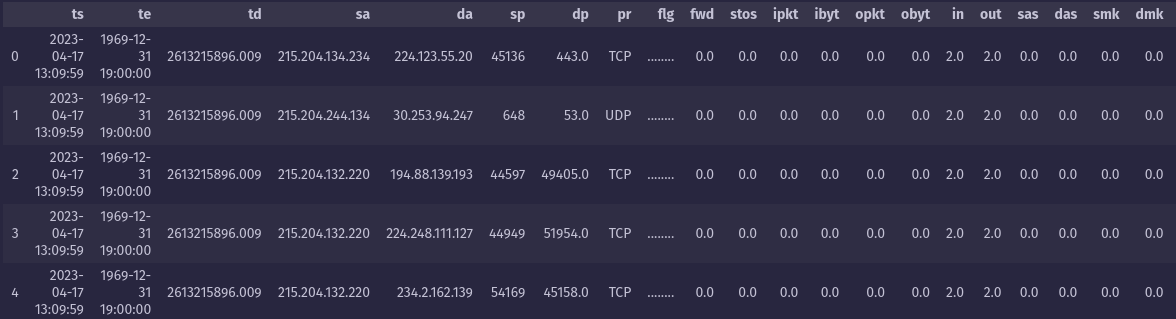 ts te td sa da sp dp pr flg fwd stos ipkt ibyt opkt obyt in out sas das smk dmk
0 2023-04-17 13:09:59 1969-12-31 19:00:00 2613215896.009 215.204.134.234 224.123.55.20 45136 443.0 TCP ........ 0.0 0.0 0.0 0.0 0.0 0.0 2.0 2.0 0.0 0.0 0.0 0.0
1 2023-04-17 13:09:59 1969-12-31 19:00:00 2613215896.009 215.204.244.134 30.253.94.247 648 53.0 UDP ........ 0.0 0.0 0.0 0.0 0.0 0.0 2.0 2.0 0.0 0.0 0.0 0.0
2 2023-04-17 13:09:59 1969-12-31 19:00:00 2613215896.009 215.204.132.220 194.88.139.193 44597 49405.0 TCP ........ 0.0 0.0 0.0 0.0 0.0 0.0 2.0 2.0 0.0 0.0 0.0 0.0
3 2023-04-17 13:09:59 1969-12-31 19:00:00 2613215896.009 215.204.132.220 224.248.111.127 44949 51954.0 TCP ........ 0.0 0.0 0.0 0.0 0.0 0.0 2.0 2.0 0.0 0.0 0.0 0.0
4 2023-04-17 13:09:59 1969-12-31 19:00:00 2613215896.009 215.204.132.220 234.2.162.139 54169 45158.0 TCP ........ 0.0 0.0 0.0 0.0 0.0 0.0 2.0 2.0 0.0 0.0 0.0 0.0